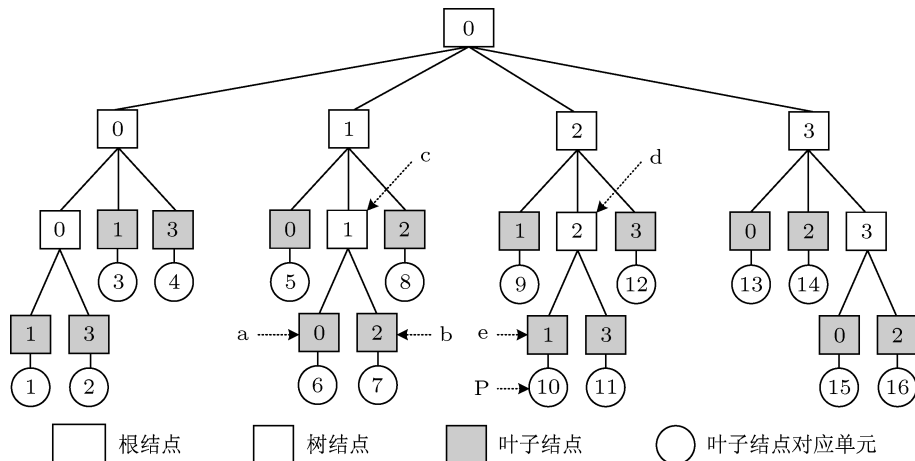 0
0 1 2 3
c d
0 1 3 0 1 2 1 2 3 0 2 3
3 4 5 8 9 12 13 14
1 3 a 0 2 b e 1 3 0 2
1 2 6 7 P 10 11 15 16
根结点 树结点 叶子结点 叶子结点对应单元